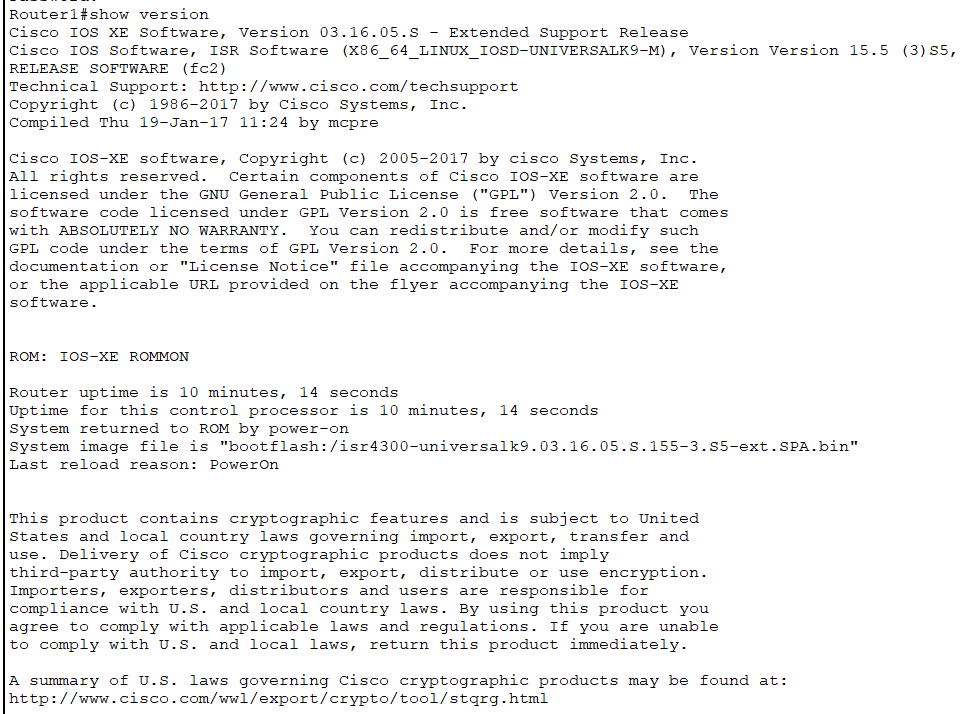 Router1#show version
Cisco IOS XE Software, Version 03.16.05.S - Extended Support Release
Cisco IOS Software, ISR Software (X86_64_LINUX_IOSD-UNIVERSALK9-M), Version Version 15.5 (3)S5,
RELEASE SOFTWARE (fc2)
Technical Support: http://www.cisco.com/techsupport
Copyright (c) 1986-2017 by Cisco Systems, Inc.
Compiled Thu 19-Jan-17 11:24 by mcpre

Cisco IOS-XE software, Copyright (c) 2005-2017 by cisco Systems, Inc.
All rights reserved.  Certain components of Cisco IOS-XE software are
licensed under the GNU General Public License ("GPL") Version 2.0.  The
software code licensed under GPL Version 2.0 is free software that comes
with ABSOLUTELY NO WARRANTY.  You can redistribute and/or modify such
GPL code under the terms of GPL Version 2.0.  For more details, see the
documentation or "License Notice" file accompanying the IOS-XE software,
or the applicable URL provided on the flyer accompanying the IOS-XE
software.

ROM: IOS-XE ROMMON

Router uptime is 10 minutes, 14 seconds
Uptime for this control processor is 10 minutes, 14 seconds
System returned to ROM by power-on
System image file is "bootflash:/isr4300-universalk9.03.16.05.S.155-3.S5-ext.SPA.bin"
Last reload reason: PowerOn

This product contains cryptographic features and is subject to United
States and local country laws governing import, export, transfer and
use. Delivery of Cisco cryptographic products does not imply
third-party authority to import, export, distribute or use encryption.
Importers, exporters, distributors and users are responsible for
compliance with U.S. and local country laws. By using this product you
agree to comply with applicable laws and regulations. If you are unable
to comply with U.S. and local laws, return this product immediately.

A summary of U.S. laws governing Cisco cryptographic products may be found at:
http://www.cisco.com/wwl/export/crypto/tool/stqrg.html